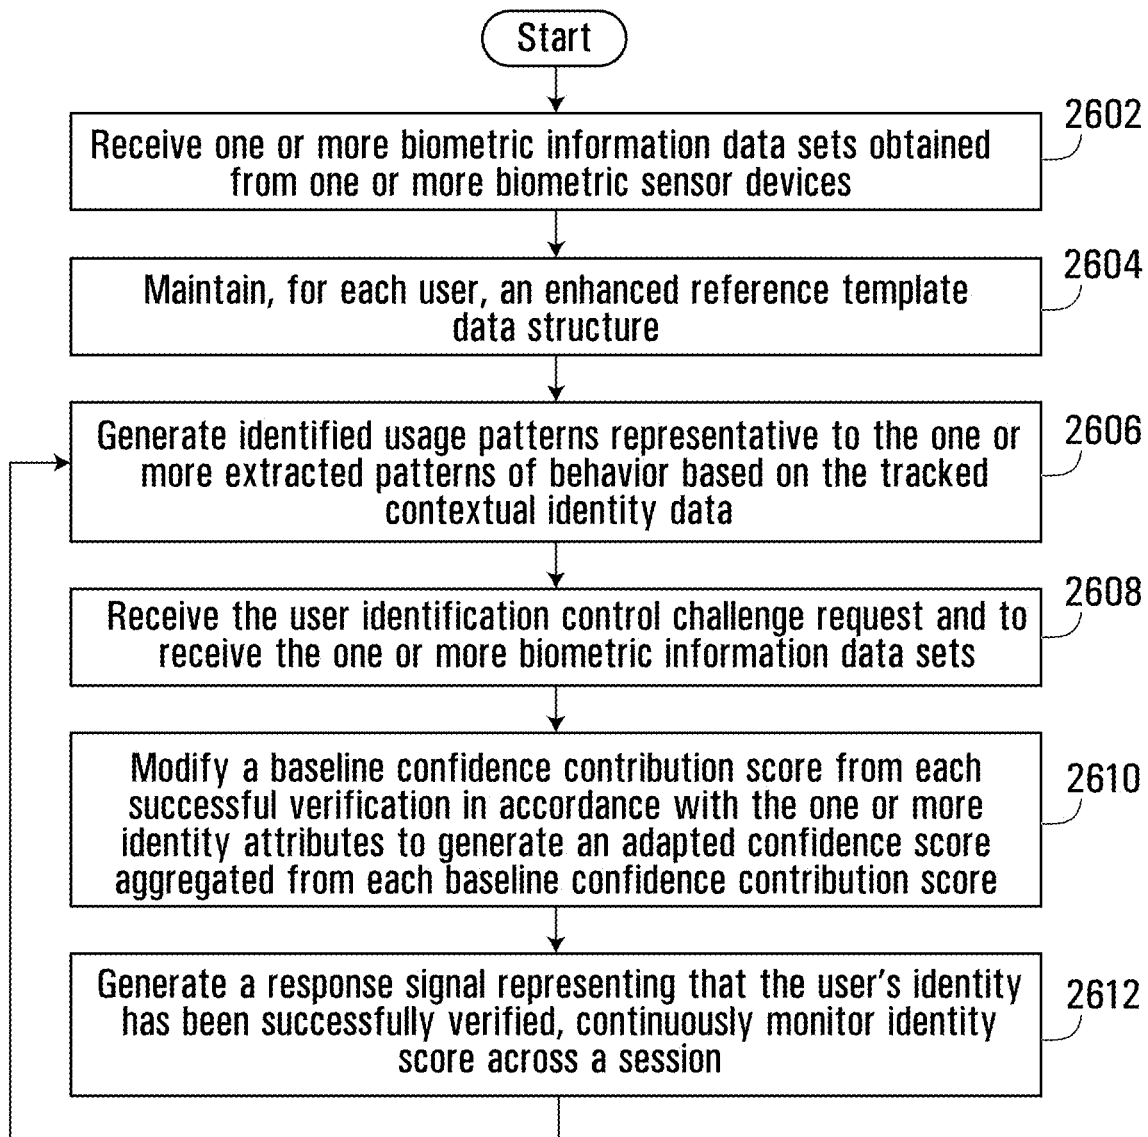 Start
Receive one or more biometric information data sets obtained
from one or more biometric sensor devices
2602
Maintain, for each user, an enhanced reference template
data structure
2604
Generate identified usage patterns representative to the one or
more extracted patterns of behavior based on the tracked
contextual identity data
2606
Receive the user identification control challenge request and to
receive the one or more biometric information data sets
2608
Modify a baseline confidence contribution score from each
successful verification in accordance with the one or more
identity attributes to generate an adapted confidence score
aggregated from each baseline confidence contribution score
2610
Generate a response signal representing that the user's identity
has been successfully verified, continuously monitor identity
score across a session
2612